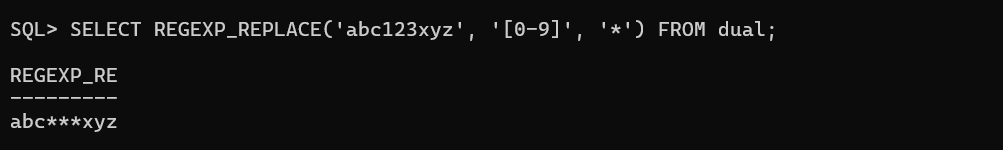 SQL> SELECT REGEXP_REPLACE('abc123xyz', '[0-9]', '*') FROM dual;
REGEXP_RE
---------
abc***xyz